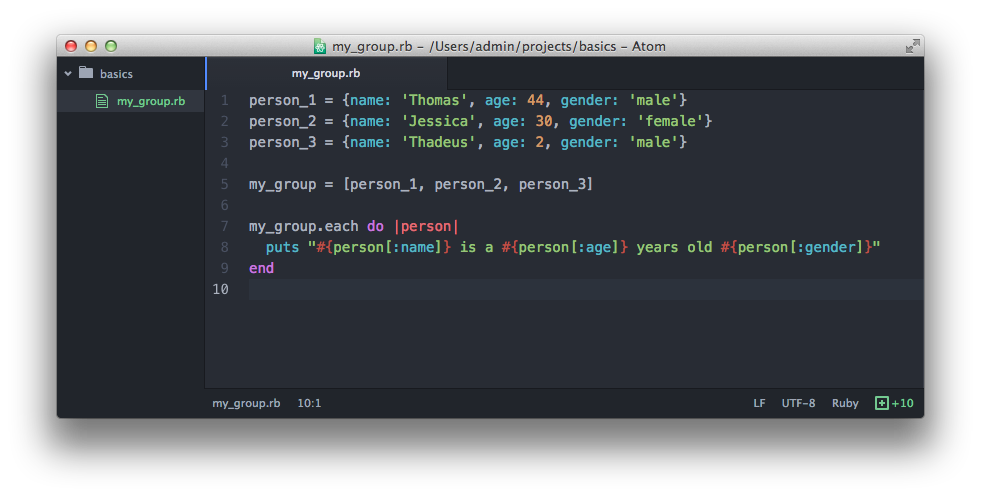 my_group.rb – /Users/admin/projects/basics – Atom
basics
my_group.rb
my_group.rb
1 person_1 = {name: 'Thomas', age: 44, gender: 'male'}
2 person_2 = {name: 'Jessica', age: 30, gender: 'female'}
3 person_3 = {name: 'Thadeus', age: 2, gender: 'male'}
4
5 my_group = [person_1, person_2, person_3]
6
7 my_group.each do |person|
8   puts "#{person[:name]} is a #{person[:age]} years old #{person[:gender]}"
9 end
10
my_group.rb 10:1 LF UTF-8 Ruby +10